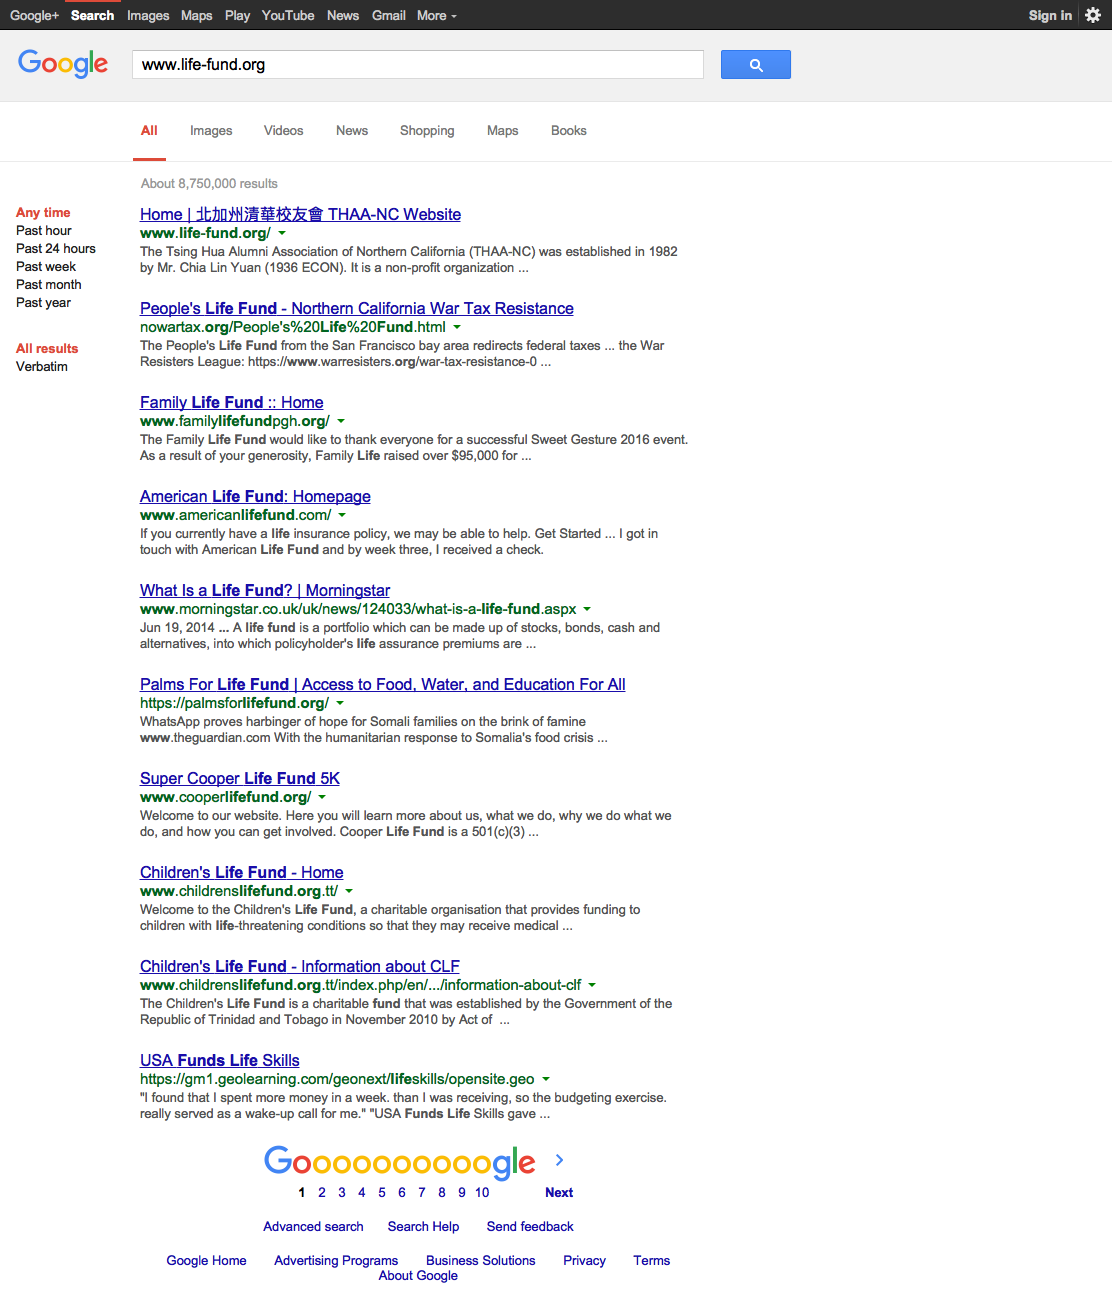 Google+ Search Images Maps Play YouTube News Gmail More Sign in
Google www.life-fund.org
All Images Videos News Shopping Maps Books
About 8,750,000 results
Any time
Past hour
Past 24 hours
Past week
Past month
Past year
All results
Verbatim
Home | 北加州清華校友會 THAA-NC Website
www.life-fund.org/
The Tsing Hua Alumni Association of Northern California (THAA-NC) was established in 1982
by Mr. Chia Lin Yuan (1936 ECON). It is a non-profit organization ...
People's Life Fund - Northern California War Tax Resistance
nowartax.org/People's%20Life%20Fund.html
The People's Life Fund from the San Francisco bay area redirects federal taxes ... the War
Resisters League: https://www.warresisters.org/war-tax-resistance-0 ...
Family Life Fund :: Home
www.familylifefundpgh.org/
The Family Life Fund would like to thank everyone for a successful Sweet Gesture 2016 event.
As a result of your generosity, Family Life raised over $95,000 for ...
American Life Fund: Homepage
www.americanlifefund.com/
If you currently have a life insurance policy, we may be able to help. Get Started ... I got in
touch with American Life Fund and by week three, I received a check.
What Is a Life Fund? | Morningstar
www.morningstar.co.uk/uk/news/124033/what-is-a-life-fund.aspx
Jun 19, 2014 ... A life fund is a portfolio which can be made up of stocks, bonds, cash and
alternatives, into which policyholder's life assurance premiums are ...
Palms For Life Fund | Access to Food, Water, and Education For All
https://palmsforlifefund.org/
WhatsApp proves harbinger of hope for Somali families on the brink of famine
www.theguardian.com With the humanitarian response to Somalia's food crisis ...
Super Cooper Life Fund 5K
www.cooperlifefund.org/
Welcome to our website. Here you will learn more about us, what we do, why we do what we
do, and how you can get involved. Cooper Life Fund is a 501(c)(3) ...
Children's Life Fund - Home
www.childrenslifefund.org.tt/
Welcome to the Children's Life Fund, a charitable organisation that provides funding to
children with life-threatening conditions so that they may receive medical ...
Children's Life Fund - Information about CLF
www.childrenslifefund.org.tt/index.php/en/.../information-about-clf
The Children's Life Fund is a charitable fund that was established by the Government of the
Republic of Trinidad and Tobago in November 2010 by Act of ...
USA Funds Life Skills
https://gm1.geolearning.com/geonext/lifeskills/opensite.geo
"I found that I spent more money in a week. than I was receiving, so the budgeting exercise.
really served as a wake-up call for me." "USA Funds Life Skills gave ...
Goooooooooogle
1 2 3 4 5 6 7 8 9 10 Next
Advanced search Search Help Send feedback
Google Home Advertising Programs Business Solutions Privacy Terms
About Google